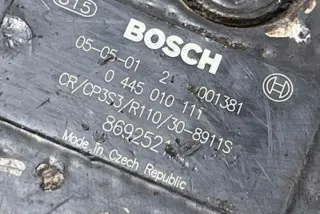 315
BOSCH
05-05-01 2 001381
0 445 010 111
CR/CP3S3/R110/30-8911S
869252
Made in Czech Republic